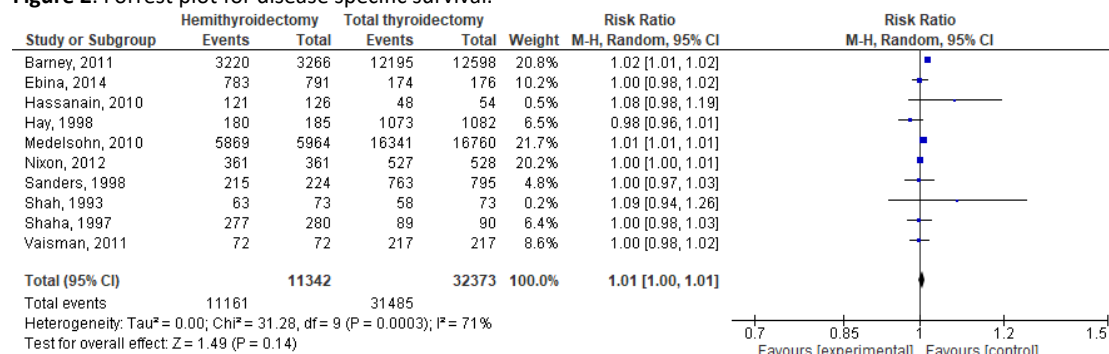 Figure 2. Forrest plot for disease specific survival.
Hemithyroidectomy Total thyroidectomy Risk Ratio Risk Ratio
Study or Subgroup Events Total Events Total Weight M-H, Random, 95% CI M-H, Random, 95% CI
Barney, 2011 3220 3266 12195 12598 20.8% 1.02 [1.01, 1.02]
Ebina, 2014 783 791 174 176 10.2% 1.00 [0.98, 1.02]
Hassanain, 2010 121 126 48 54 0.5% 1.08 [0.98, 1.19]
Hay, 1998 180 185 1073 1082 6.5% 0.98 [0.96, 1.01]
Medelsohn, 2010 5869 5964 16341 16760 21.7% 1.01 [1.01, 1.01]
Nixon, 2012 361 361 527 528 20.2% 1.00 [1.00, 1.01]
Sanders, 1998 215 224 763 795 4.8% 1.00 [0.97, 1.03]
Shah, 1993 63 73 58 73 0.2% 1.09 [0.94, 1.26]
Shaha, 1997 277 280 89 90 6.4% 1.00 [0.98, 1.03]
Vaisman, 2011 72 72 217 217 8.6% 1.00 [0.98, 1.02]
Total (95% CI) 11342 32373 100.0% 1.01 [1.00, 1.01]
Total events 11161 31485
Heterogeneity: Tau² = 0.00; Chi² = 31.28, df = 9 (P = 0.0003); I² = 71%
Test for overall effect: Z = 1.49 (P = 0.14)
0.7 0.85 1 1.2 1.5
Favours [experimental] Favours [control]